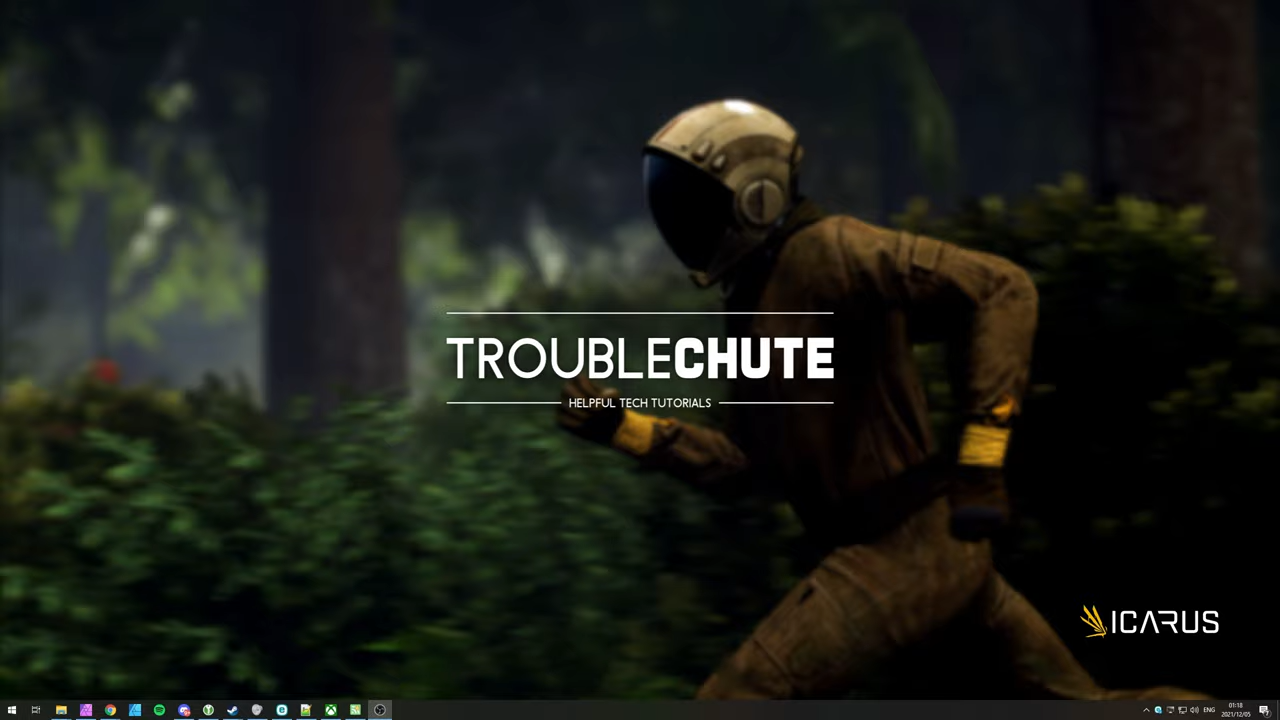 TROUBLECHUTE
HELPFUL TECH TUTORIALS
ICARUS
ENG
01:18
2021/12/05